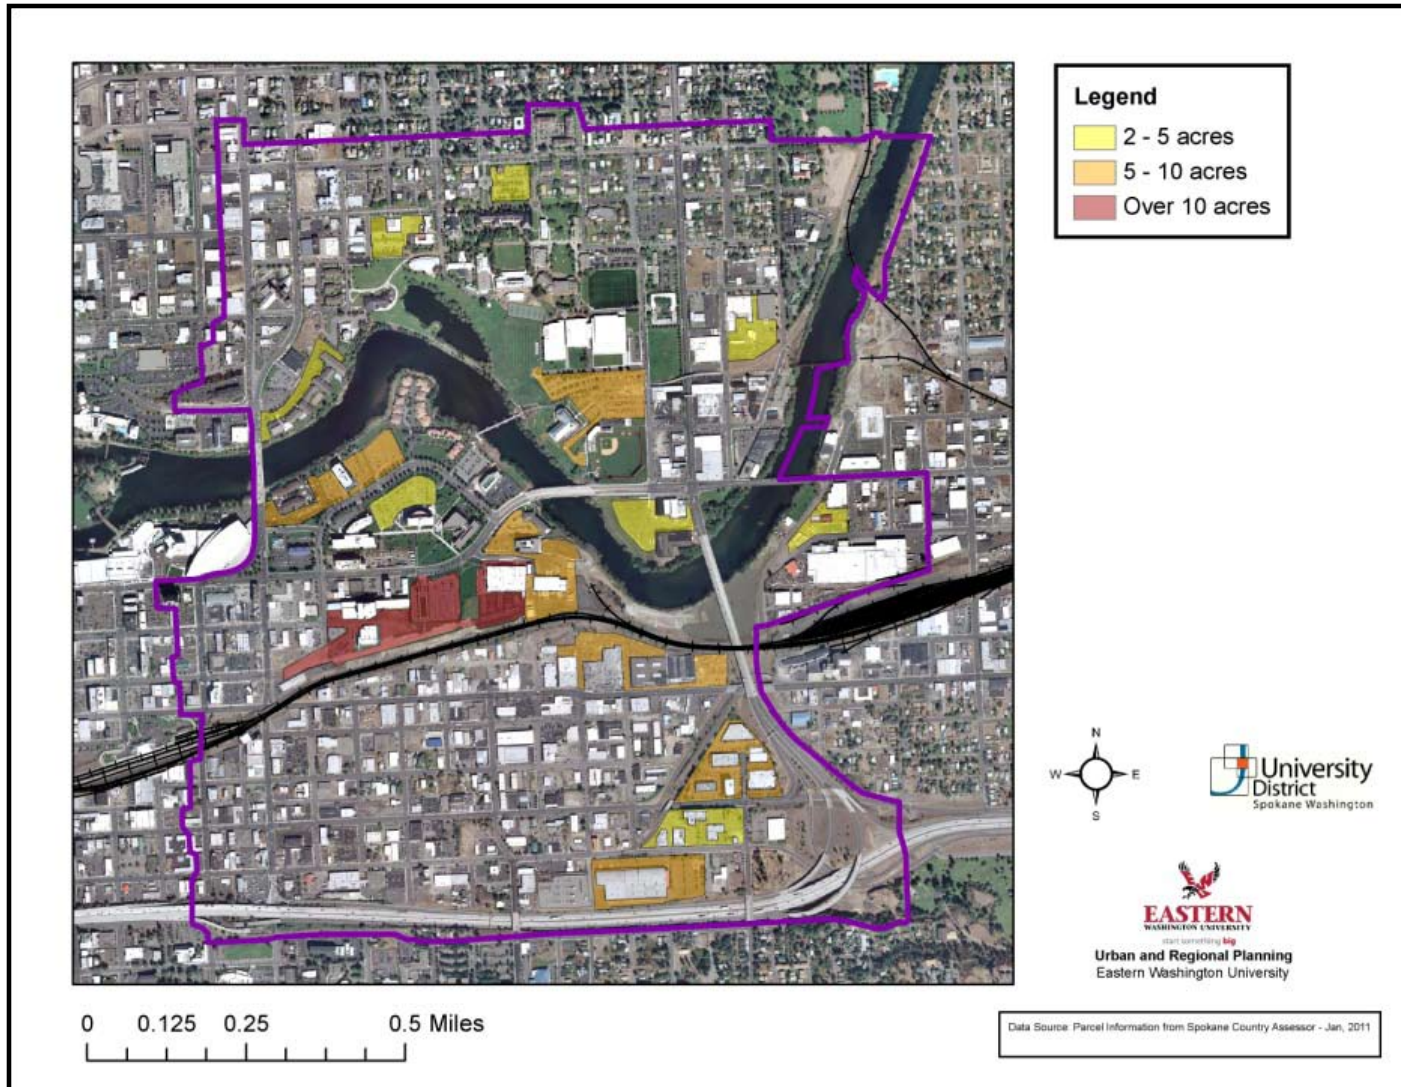 Legend
2 - 5 acres
5 - 10 acres
Over 10 acres
N
W E
S
University
District
Spokane Washington
EASTERN
WASHINGTON UNIVERSITY
start something big
Urban and Regional Planning
Eastern Washington University
0 0.125 0.25 0.5 Miles
Data Source: Parcel Information from Spokane Country Assessor - Jan, 2011